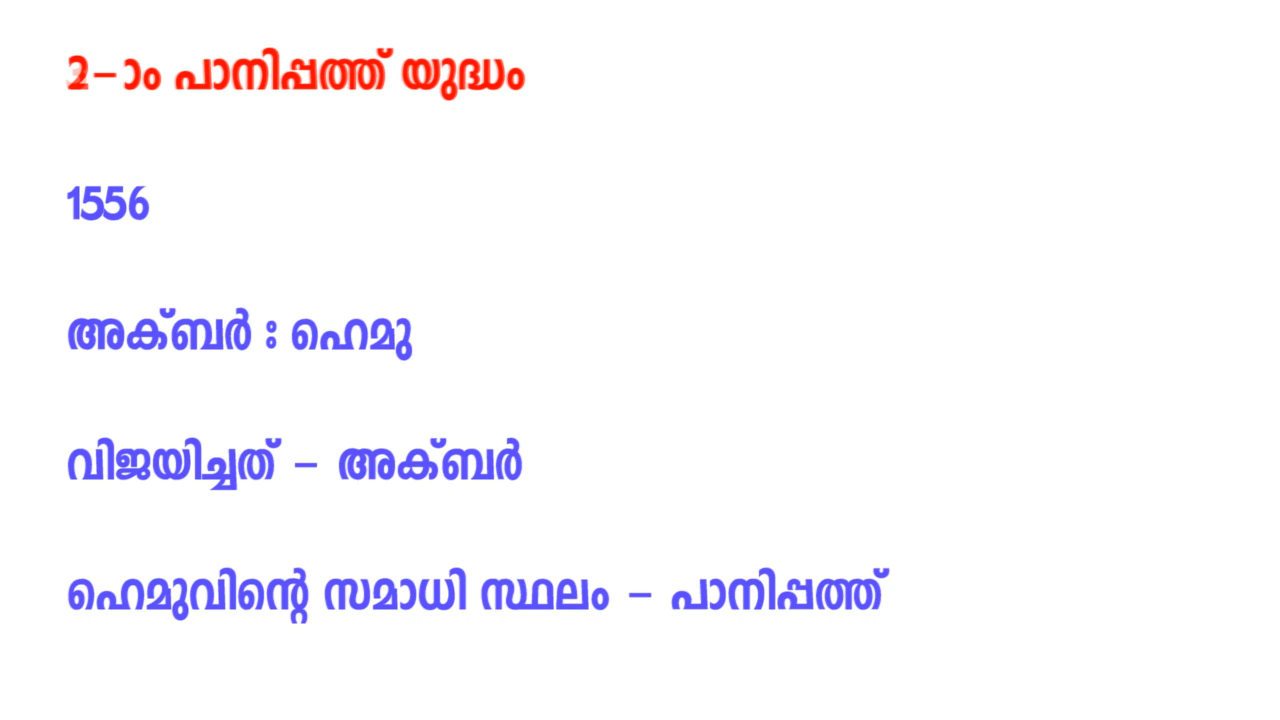 2-ാം പാനിപ്പത്ത് യുദ്ധം
1556
അക്ബർ : ഹെമു
വിജയിച്ചത് - അക്ബർ
ഹെമുവിന്റെ സമാധി സ്ഥലം - പാനിപ്പത്ത്